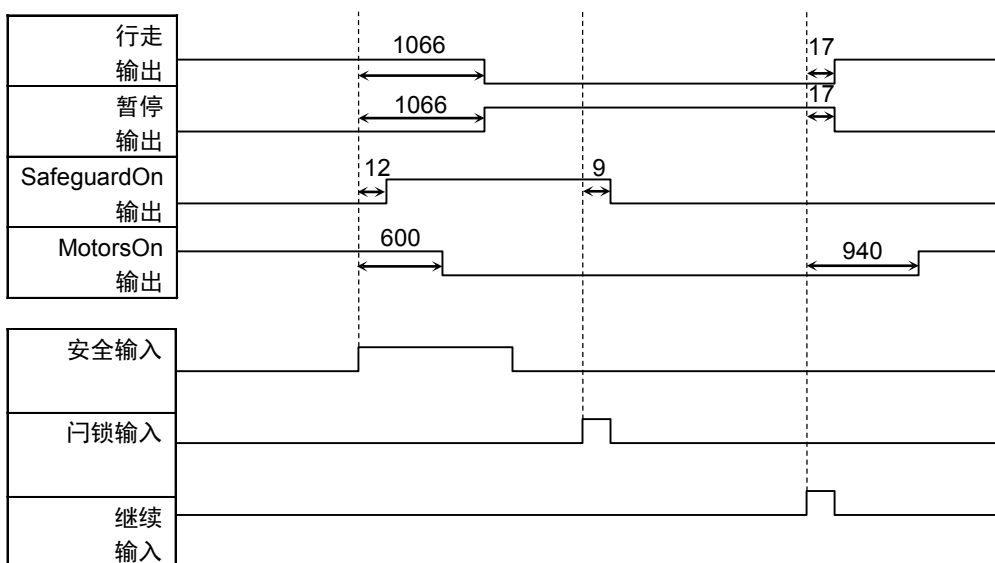 行走
输出
1066
17
暂停
输出
1066
17
SafeguardOn
输出
12
9
MotorsOn
输出
600
940
安全输入
闩锁输入
继续
输入